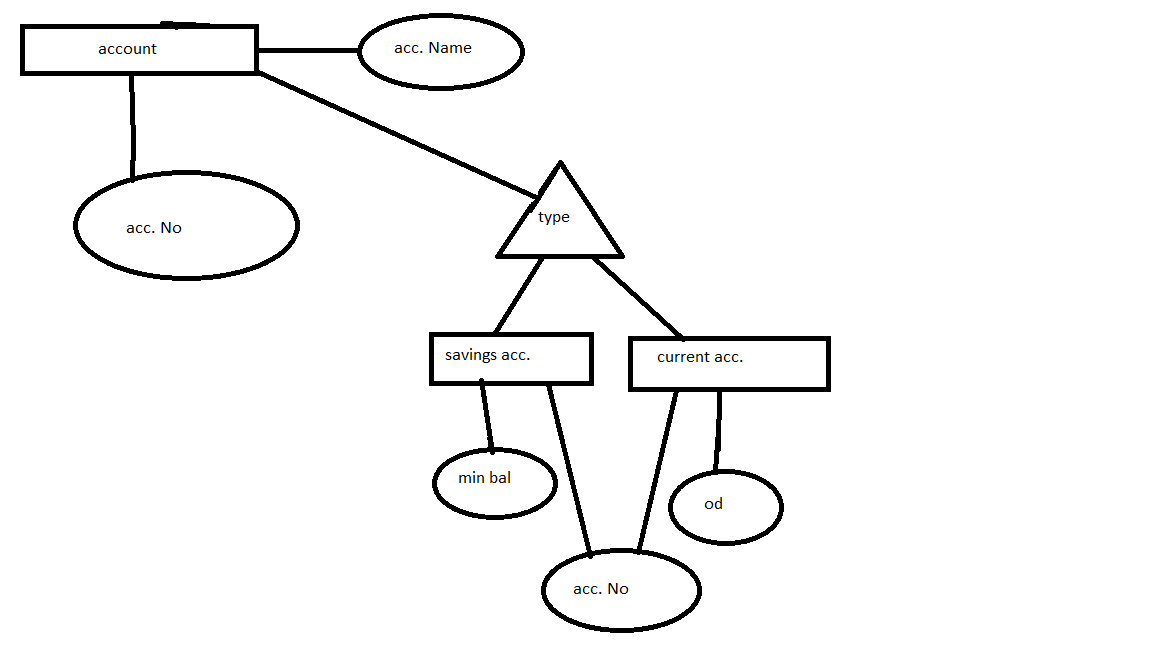 account
acc. Name
acc. No
type
savings acc.
current acc.
min bal
od
acc. No